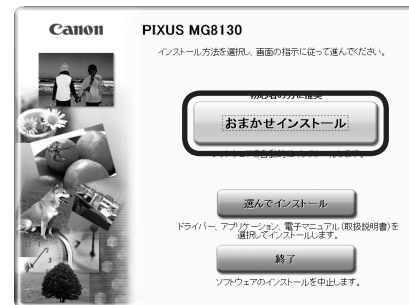 Canon
PIXUS MG8130
インストール方法を選択し、画面の指示に従って進んでください。
おまかせインストール
選んでインストール
ドライバー、アプリケーション、電子マニュアル（取扱説明書）を
選択してインストールします。
終了
ソフトウェアのインストールを中止します。